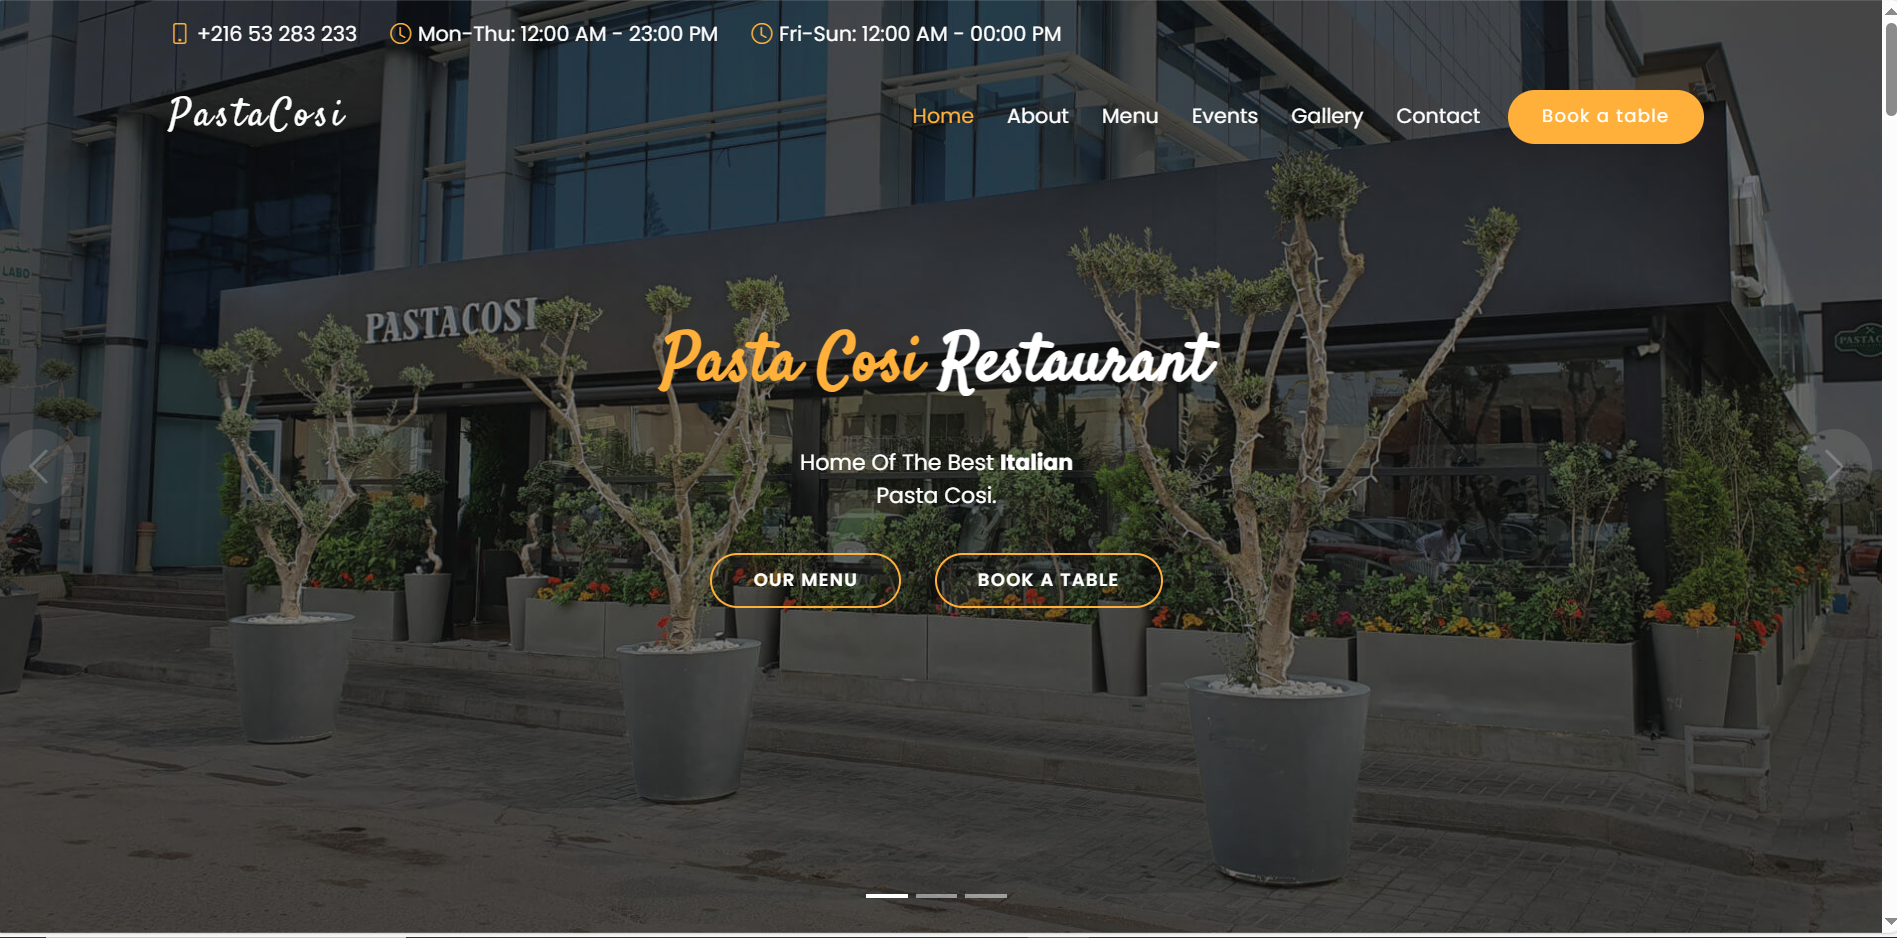 +216 53 283 233 Mon-Thu: 12:00 AM - 23:00 PM Fri-Sun: 12:00 AM - 00:00 PM
PastaCosi
Home About Menu Events Gallery Contact Book a table
LABO
PASTACOSI
Pasta Cosi Restaurant
Home Of The Best Italian
Pasta Cosi.
OUR MENU BOOK A TABLE